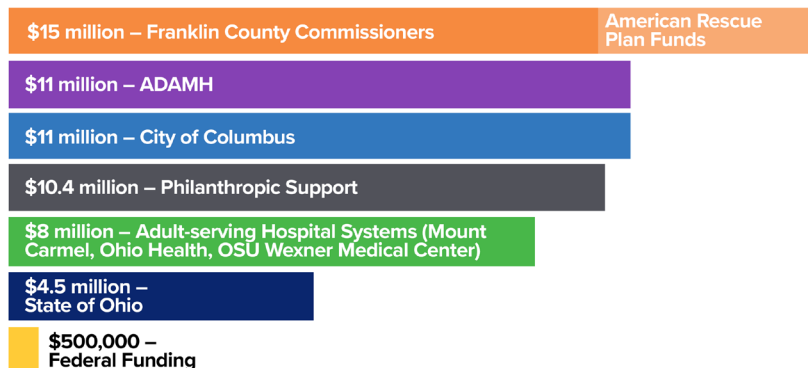 $15 million – Franklin County Commissioners
American Rescue
Plan Funds
$11 million – ADAMH
$11 million – City of Columbus
$10.4 million – Philanthropic Support
$8 million – Adult-serving Hospital Systems (Mount
Carmel, Ohio Health, OSU Wexner Medical Center)
$4.5 million –
State of Ohio
$500,000 –
Federal Funding